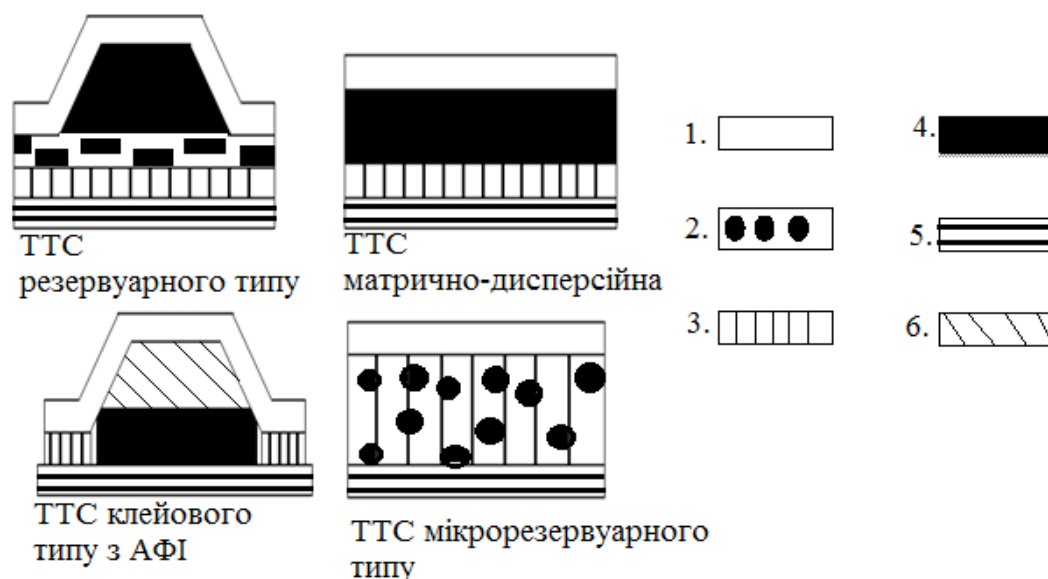 ТТС
резервуарного типу
ТТС
матрично-дисперсійна
1.
2.
3.
4.
5.
6.
ТТС клейового
типу з АФІ
ТТС мікрорезервуарного
типу